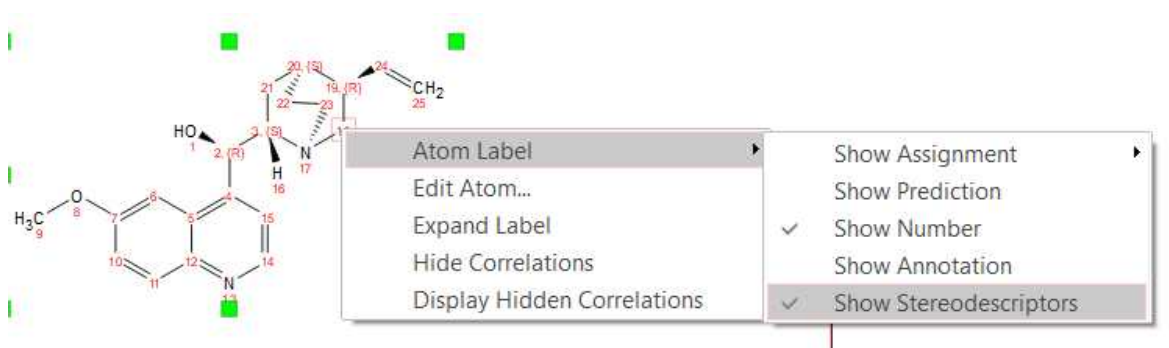 20, (S)
24
21
19, (R)
CH2
22
23
25
HO
3, (S)
1
2, (R)
N
17
H
16
O
6
4
8
7
5
15
H3C
9
10
12
14
11
N
13
Atom Label
Edit Atom...
Expand Label
Hide Correlations
Display Hidden Correlations
Show Assignment
Show Prediction
Show Number
Show Annotation
Show Stereodescriptors